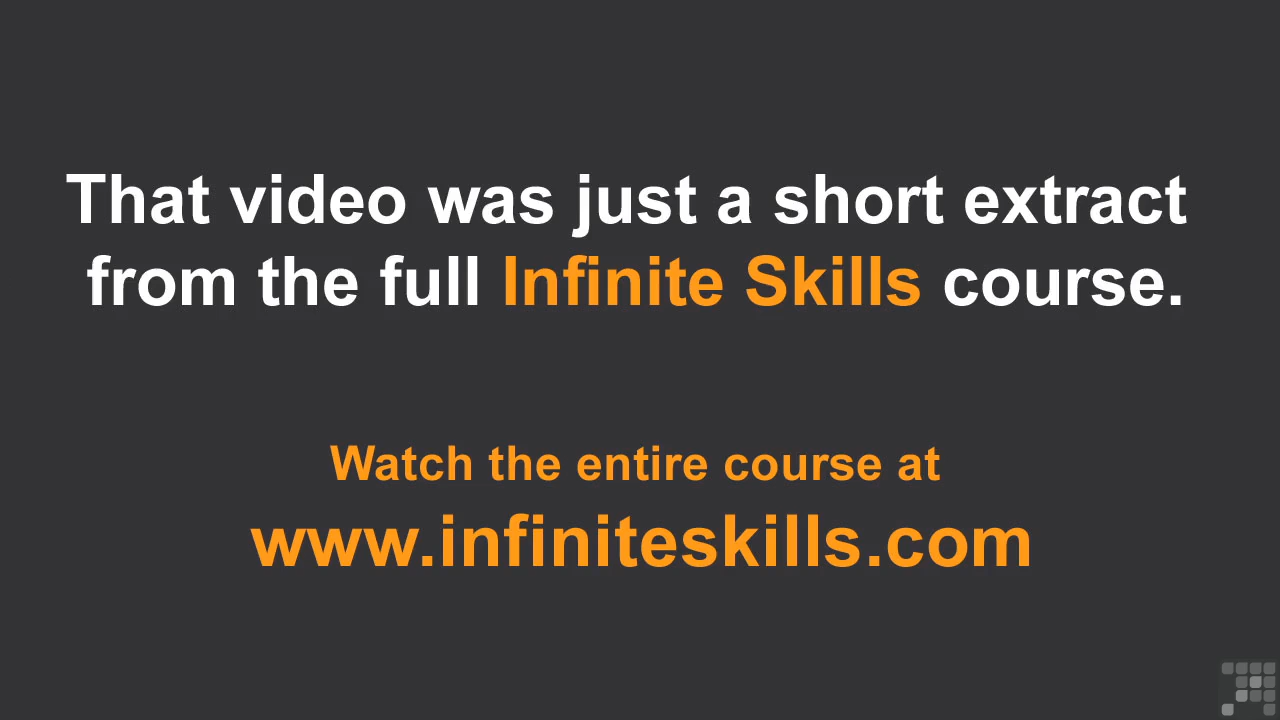 That video was just a short extract
from the full Infinite Skills course.
Watch the entire course at
www.infiniteskills.com